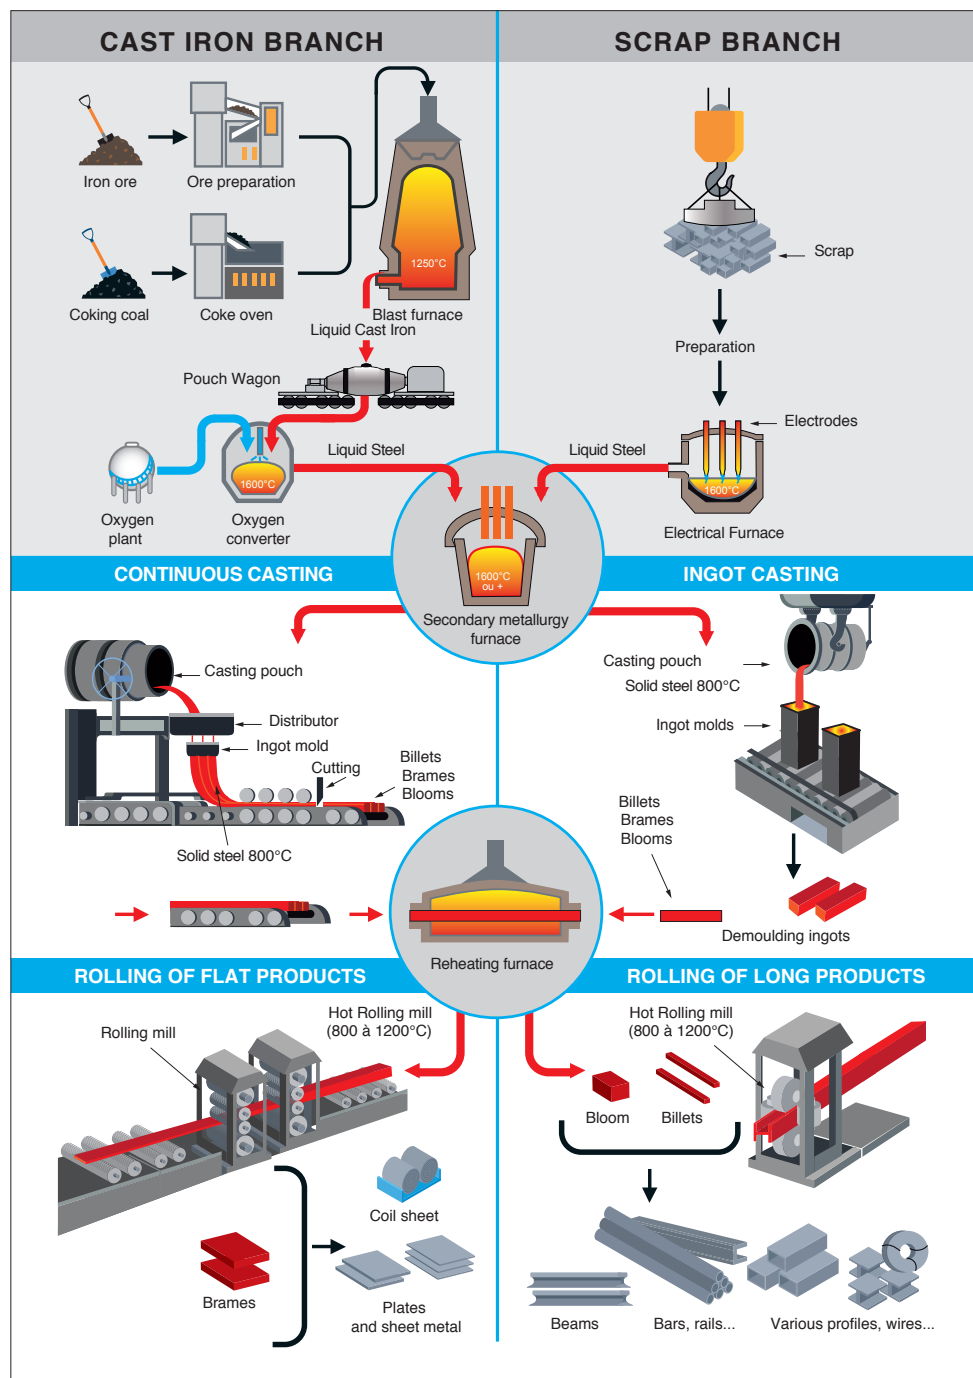 CAST IRON BRANCH
SCRAP BRANCH
Iron ore
Ore preparation
1250°C
Scrap
Coking coal
Coke oven
Blast furnace
Liquid Cast Iron
Preparation
Pouch Wagon
Electrodes
Liquid Steel
Liquid Steel
1600°C
1600°C
Oxygen
plant
Oxygen
converter
Electrical Furnace
1600°C
ou +
Secondary metallurgy
furnace
CONTINUOUS CASTING
INGOT CASTING
Casting pouch
Distributor
Ingot mold
Cutting
Billets
Brames
Blooms
Solid steel 800°C
Casting pouch
Solid steel 800°C
Ingot molds
Billets
Brames
Blooms
Demoulding ingots
Reheating furnace
ROLLING OF FLAT PRODUCTS
ROLLING OF LONG PRODUCTS
Rolling mill
Hot Rolling mill
(800 à 1200°C)
Hot Rolling mill
(800 à 1200°C)
Bloom
Billets
Coil sheet
Brames
Plates
and sheet metal
Beams
Bars, rails...
Various profiles, wires...